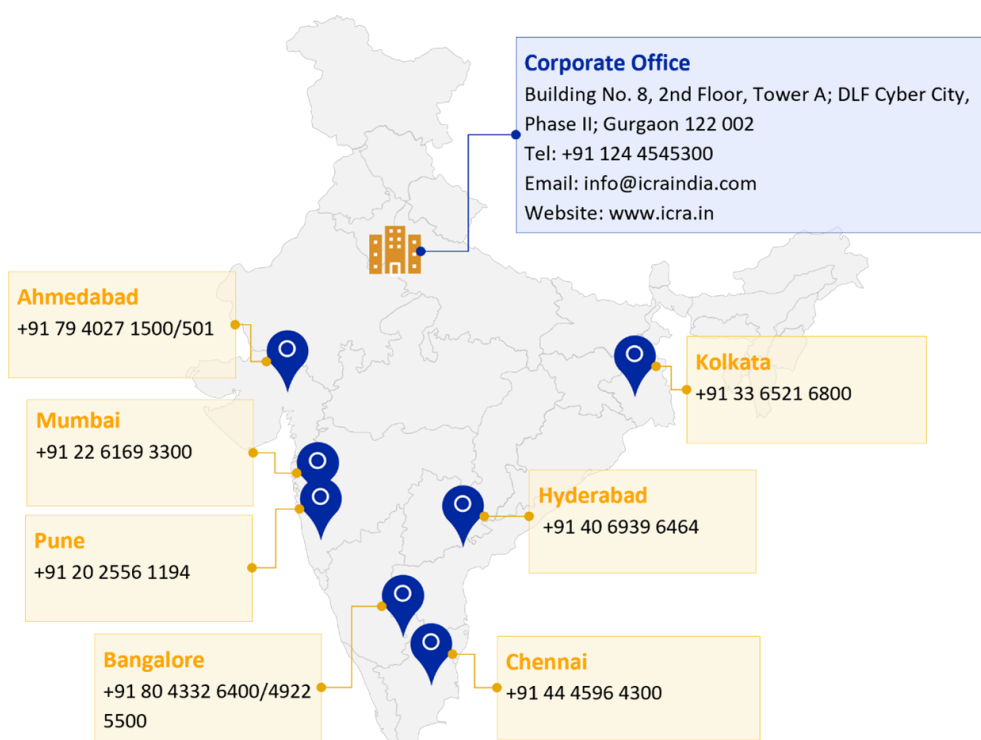 Corporate Office
Building No. 8, 2nd Floor, Tower A; DLF Cyber City,
Phase II; Gurgaon 122 002
Tel: +91 124 4545300
Email: info@icraindia.com
Website: www.icra.in
Ahmedabad
+91 79 4027 1500/501
Kolkata
+91 33 6521 6800
Mumbai
+91 22 6169 3300
Hyderabad
+91 40 6939 6464
Pune
+91 20 2556 1194
Bangalore
+91 80 4332 6400/4922
5500
Chennai
+91 44 4596 4300